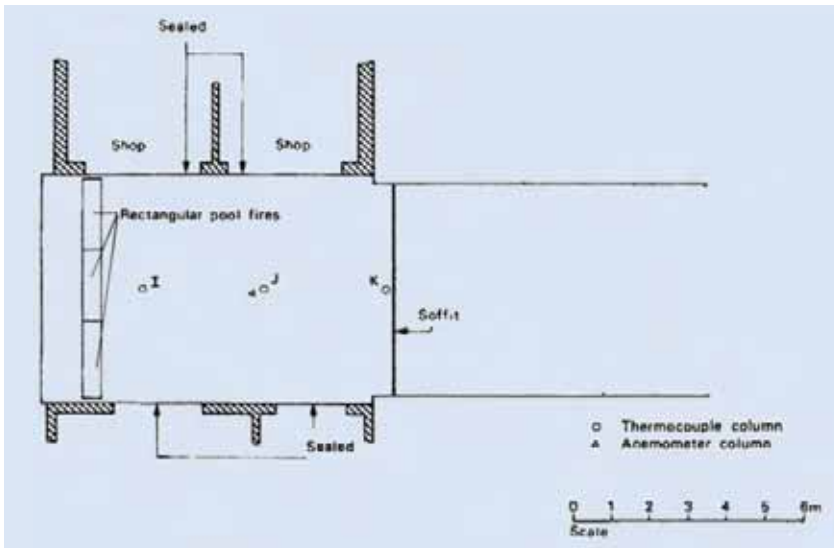 Sealed
Shop Shop
Rectangular pool fires
I J K
Soffit
Thermocouple column
Anemometer column
Sealed
0 1 2 3 4 5 6m
Scale